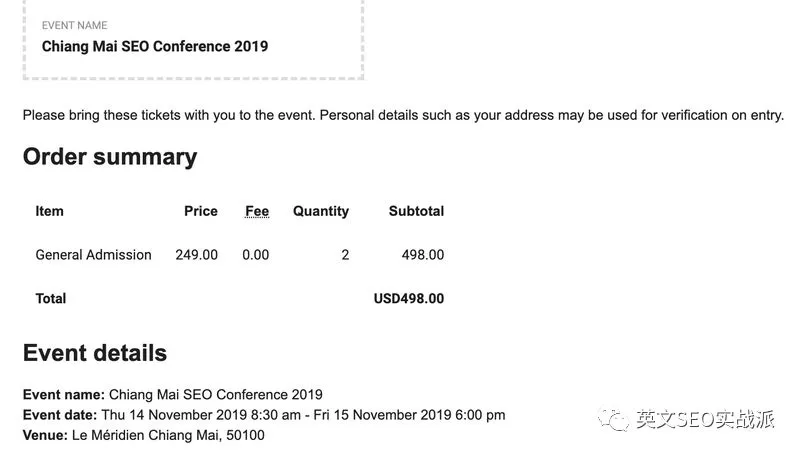 EVENT NAME
Chiang Mai SEO Conference 2019
Please bring these tickets with you to the event. Personal details such as your address may be used for verification on entry.
Order summary
Item Price Fee Quantity Subtotal
General Admission 249.00 0.00 2 498.00
Total USD498.00
Event details
Event name: Chiang Mai SEO Conference 2019
Event date: Thu 14 November 2019 8:30 am - Fri 15 November 2019 6:00 pm
Venue: Le Méridien Chiang Mai, 50100
英文SEO实战派